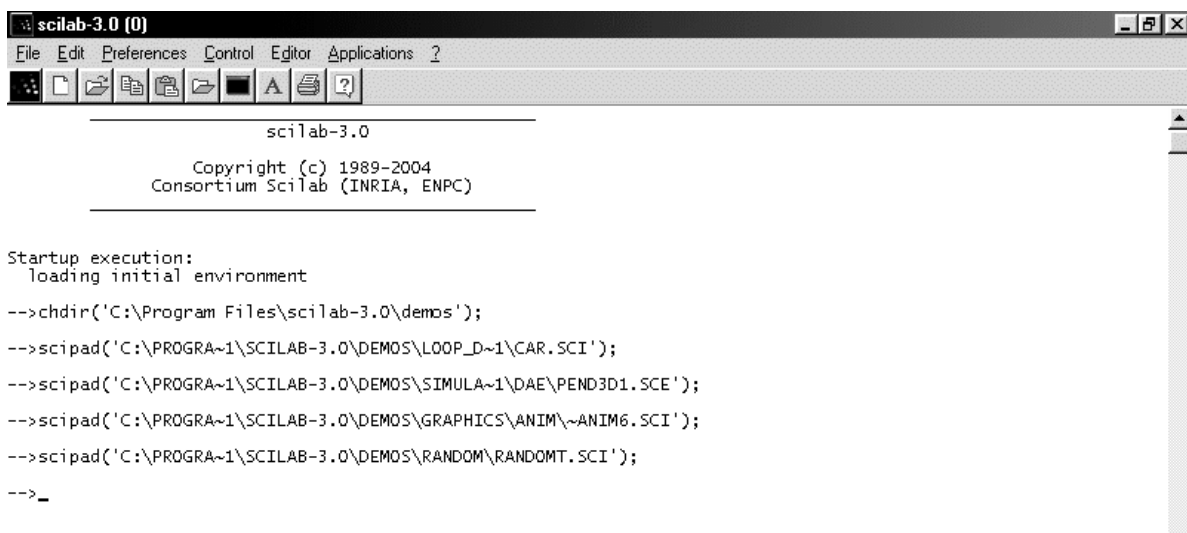 scilab-3.0 (0)
File Edit Preferences Control Editor Applications ?
A ?
scilab-3.0
Copyright (c) 1989-2004
Consortium Scilab (INRIA, ENPC)
Startup execution:
loading initial environment
-->chdir('C:\Program Files\scilab-3.0\demos');
-->scipad('C:\PROGRA~1\SCILAB-3.0\DEMOS\LOOP_D~1\CAR.SCI');
-->scipad('C:\PROGRA~1\SCILAB-3.0\DEMOS\SIMULA~1\DAE\PEND3D1.SCE');
-->scipad('C:\PROGRA~1\SCILAB-3.0\DEMOS\GRAPHICS\ANIM\~ANIM6.SCI');
-->scipad('C:\PROGRA~1\SCILAB-3.0\DEMOS\RANDOM\RANDOMT.SCI');
-->_